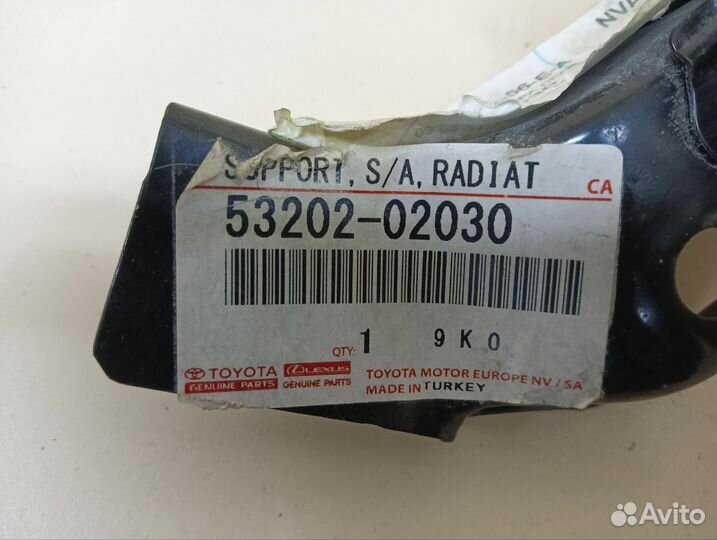 NVA
SUPPORT, S/A, RADIAT
CA
53202-02030
QTY: 1 9K0
TOYOTA LEXUS
GENUINE PARTS GENUINE PARTS
TOYOTA MOTOR EUROPE NV / SA
MADE IN TURKEY
Avito